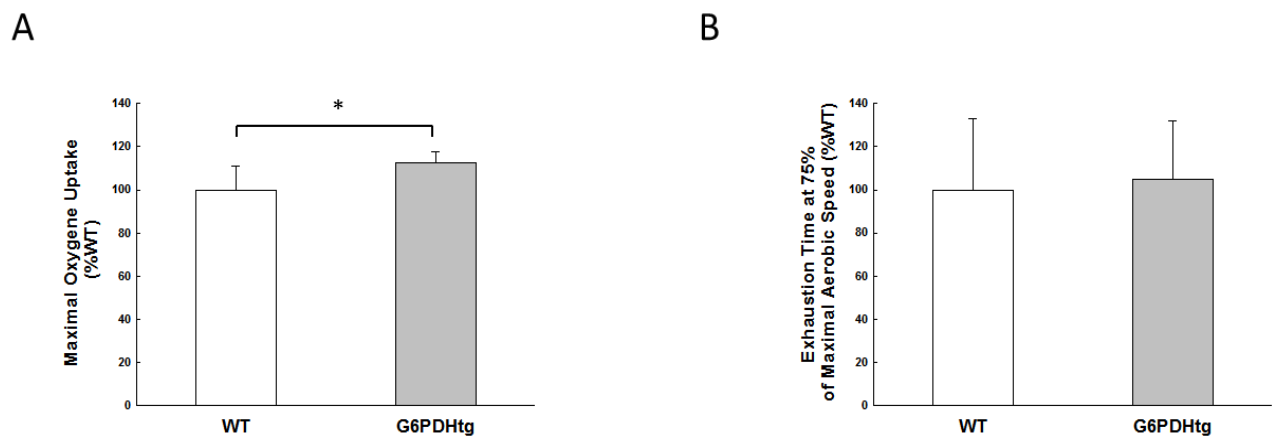 A
B
Maximal Oxygene Uptake
(%WT)
140
120
100
80
60
40
20
0
*
WT
G6PDHtg
Exhaustion Time at 75%
of Maximal Aerobic Speed (%WT)
140
120
100
80
60
40
20
0
WT
G6PDHtg